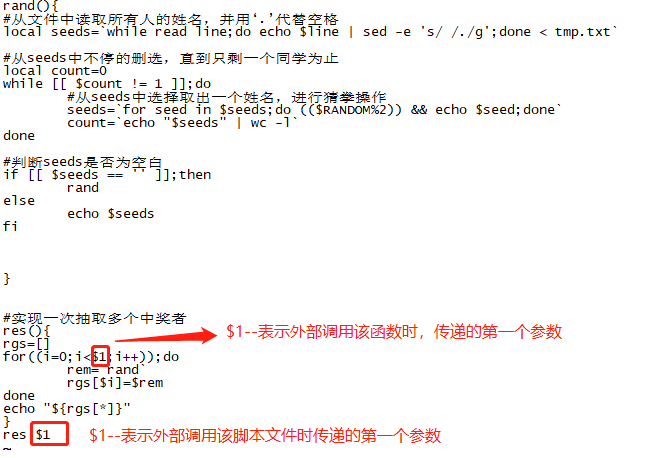 rand(){
#从文件中读取所有人的姓名，并用‘.’代替空格
local seeds=`while read line;do echo $line | sed -e 's/ /./g';done < tmp.txt`
#从seeds中不停的删选，直到只剩一个同学为止
local count=0
while [[ $count != 1 ]];do
#从seeds中选择取出一个姓名，进行猜拳操作
seeds=`for seed in $seeds;do (($RANDOM%2)) && echo $seed;done`
count=`echo "$seeds" | wc -l`
done
#判断seeds是否为空白
if [[ $seeds == '' ]];then
rand
else
echo $seeds
fi
}
#实现一次抽取多个中奖者
res(){
$1--表示外部调用该函数时，传递的第一个参数
rgs=[]
for((i=0;i<$1;i++));do
rem=`rand`
rgs[$i]=$rem
done
echo "${rgs[*]}"
}
res $1
$1--表示外部调用该脚本文件时传递的第一个参数
~